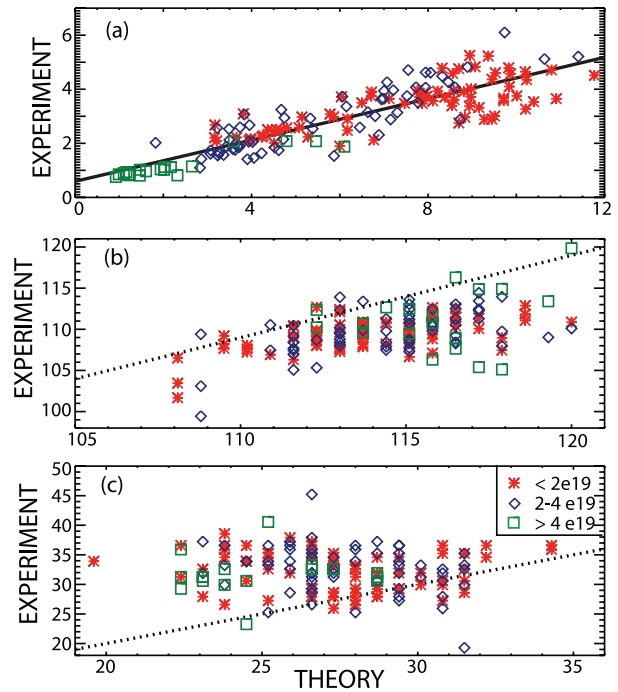 (a)
EXPERIMENT
6
4
2
0
0 4 8 12
(b)
EXPERIMENT
120
115
110
105
100
105 110 115 120
(c)
EXPERIMENT
50
45
40
35
30
25
20
< 2e19
2-4 e19
> 4 e19
20 25 30 35
THEORY